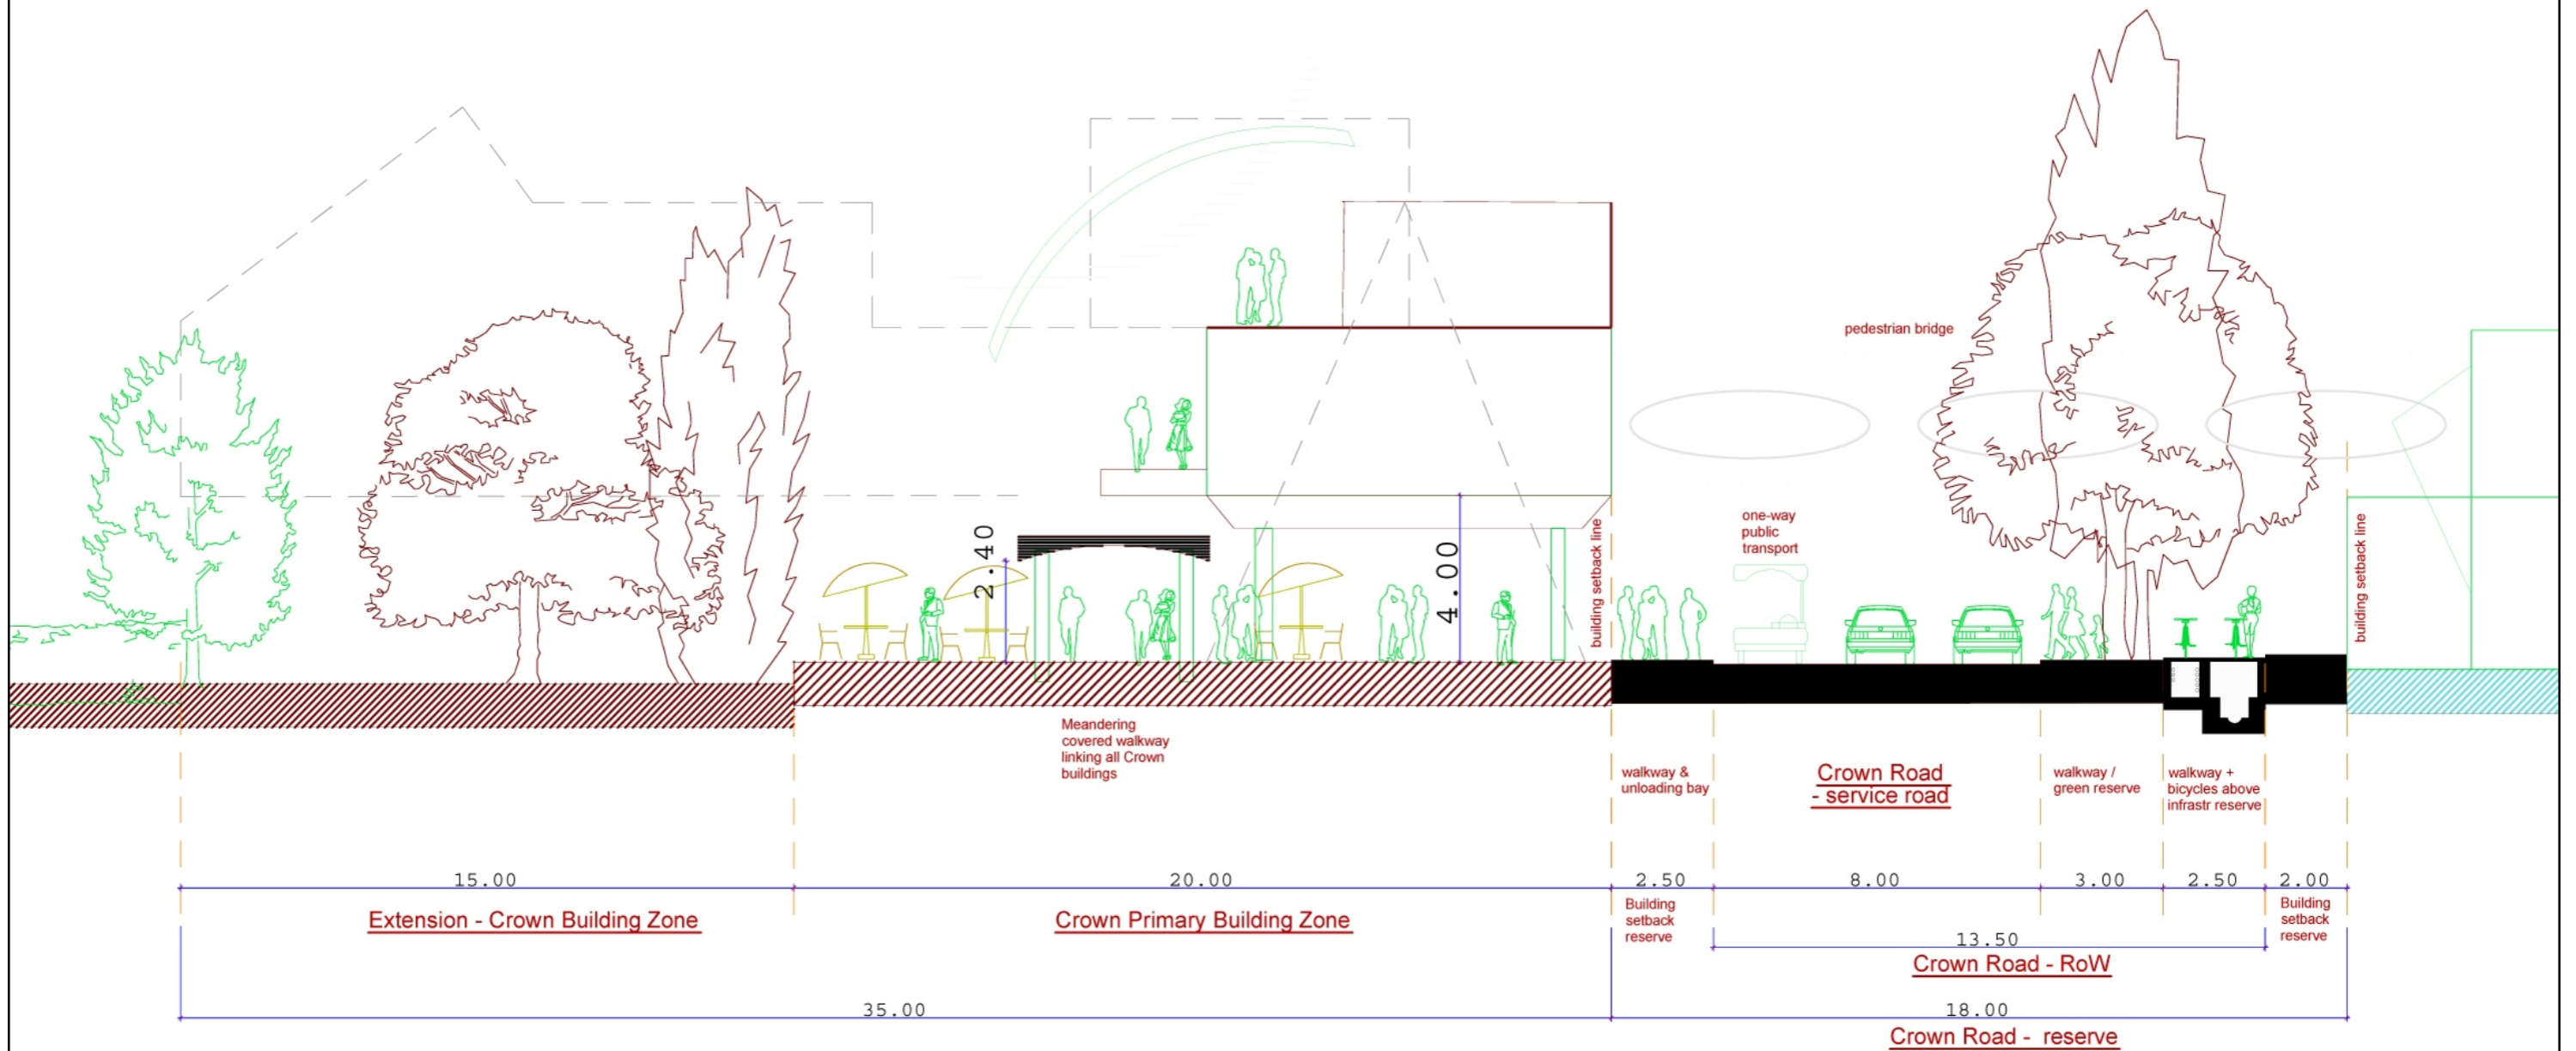 pedestrian bridge
one-way
public
transport
2.40
4.00
building setback line
building setback line
Meandering
covered walkway
linking all Crown
buildings
walkway &
unloading bay
Crown Road
- service road
walkway /
green reserve
walkway +
bicycles above
infrastr reserve
15.00
20.00
2.50
8.00
3.00
2.50
2.00
Extension - Crown Building Zone
Crown Primary Building Zone
Building
setback
reserve
Building
setback
reserve
13.50
Crown Road - RoW
35.00
18.00
Crown Road - reserve